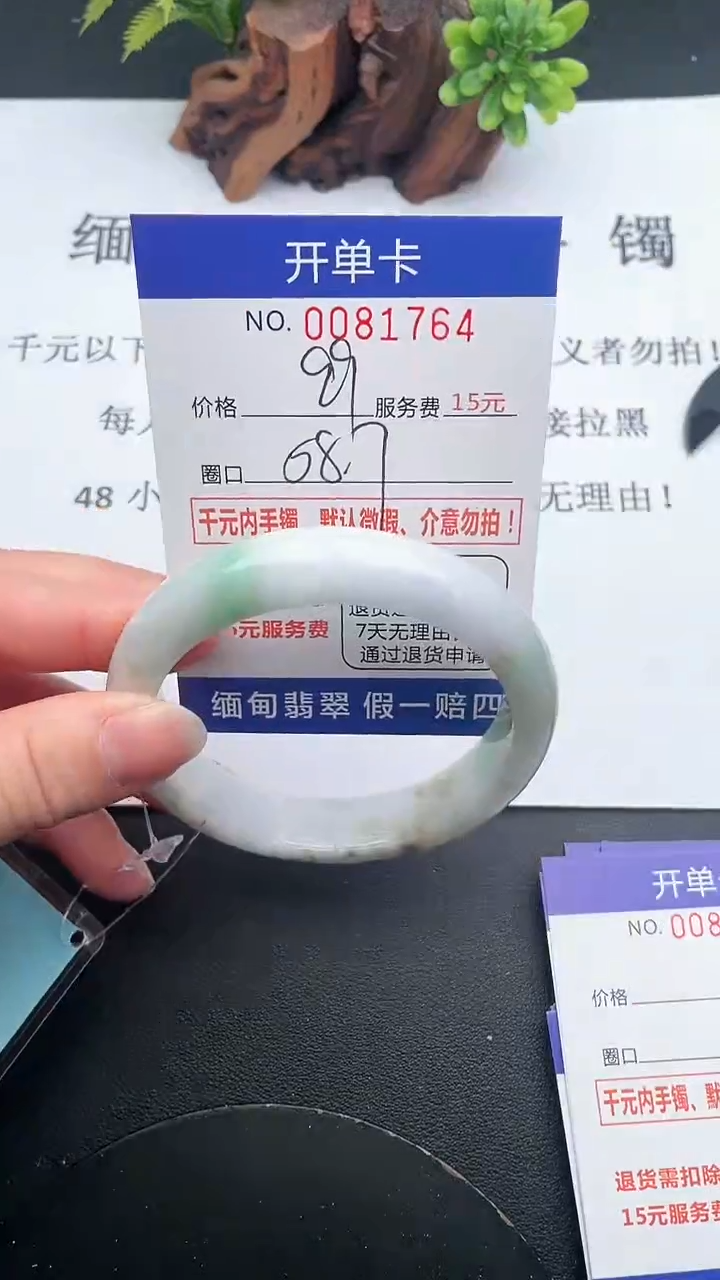 缅 镯
开单卡
NO. 0081764
千元以下 义者勿拍！
价格 99 服务费 15元
每 接拉黑
圈口 58.7
48 小 无理由！
千元内手镯、默认微瑕、介意勿拍！
元服务费
7天无理由
通过退货申请
缅甸翡翠 假一赔四
开单
NO. 008
价格
圈口
千元内手镯、默
退货需扣除
15元服务费